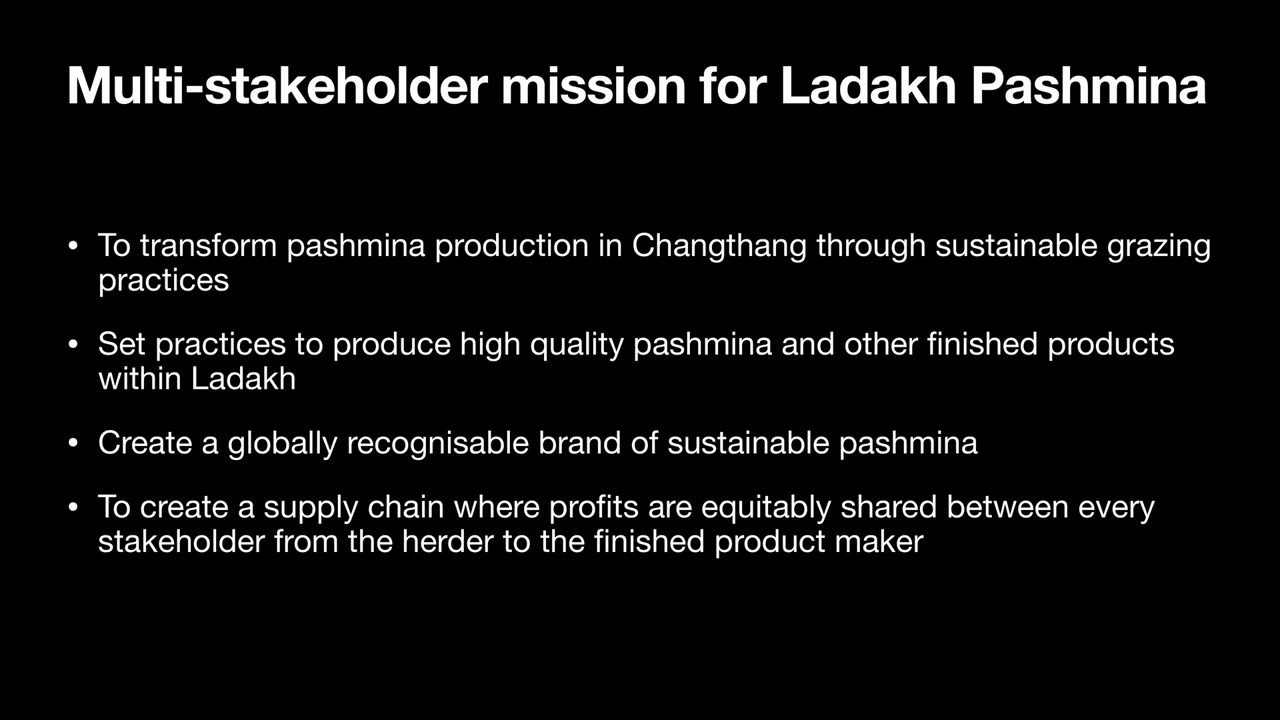 Multi-stakeholder mission for Ladakh Pashmina
• To transform pashmina production in Changthang through sustainable grazing
practices
• Set practices to produce high quality pashmina and other finished products
within Ladakh
• Create a globally recognisable brand of sustainable pashmina
• To create a supply chain where profits are equitably shared between every
stakeholder from the herder to the finished product maker